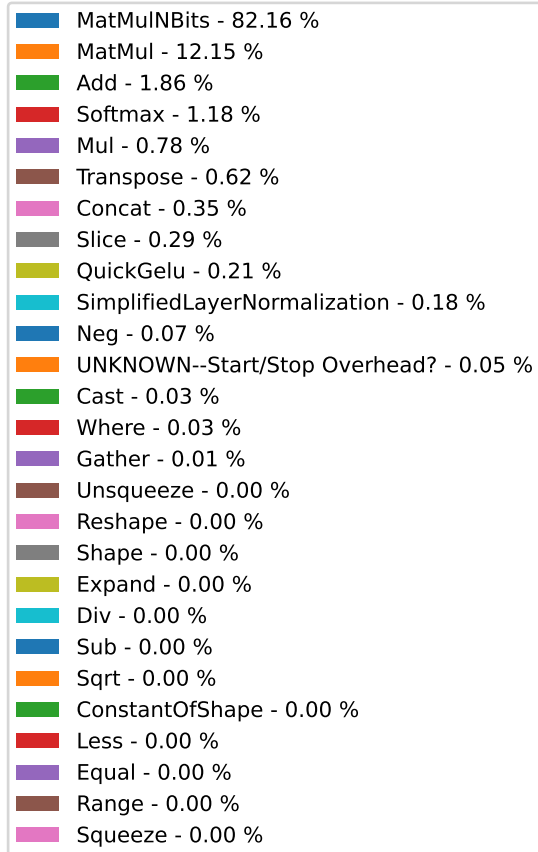 MatMulNBits - 82.16 %
MatMul - 12.15 %
Add - 1.86 %
Softmax - 1.18 %
Mul - 0.78 %
Transpose - 0.62 %
Concat - 0.35 %
Slice - 0.29 %
QuickGelu - 0.21 %
SimplifiedLayerNormalization - 0.18 %
Neg - 0.07 %
UNKNOWN--Start/Stop Overhead? - 0.05 %
Cast - 0.03 %
Where - 0.03 %
Gather - 0.01 %
Unsqueeze - 0.00 %
Reshape - 0.00 %
Shape - 0.00 %
Expand - 0.00 %
Div - 0.00 %
Sub - 0.00 %
Sqrt - 0.00 %
ConstantOfShape - 0.00 %
Less - 0.00 %
Equal - 0.00 %
Range - 0.00 %
Squeeze - 0.00 %